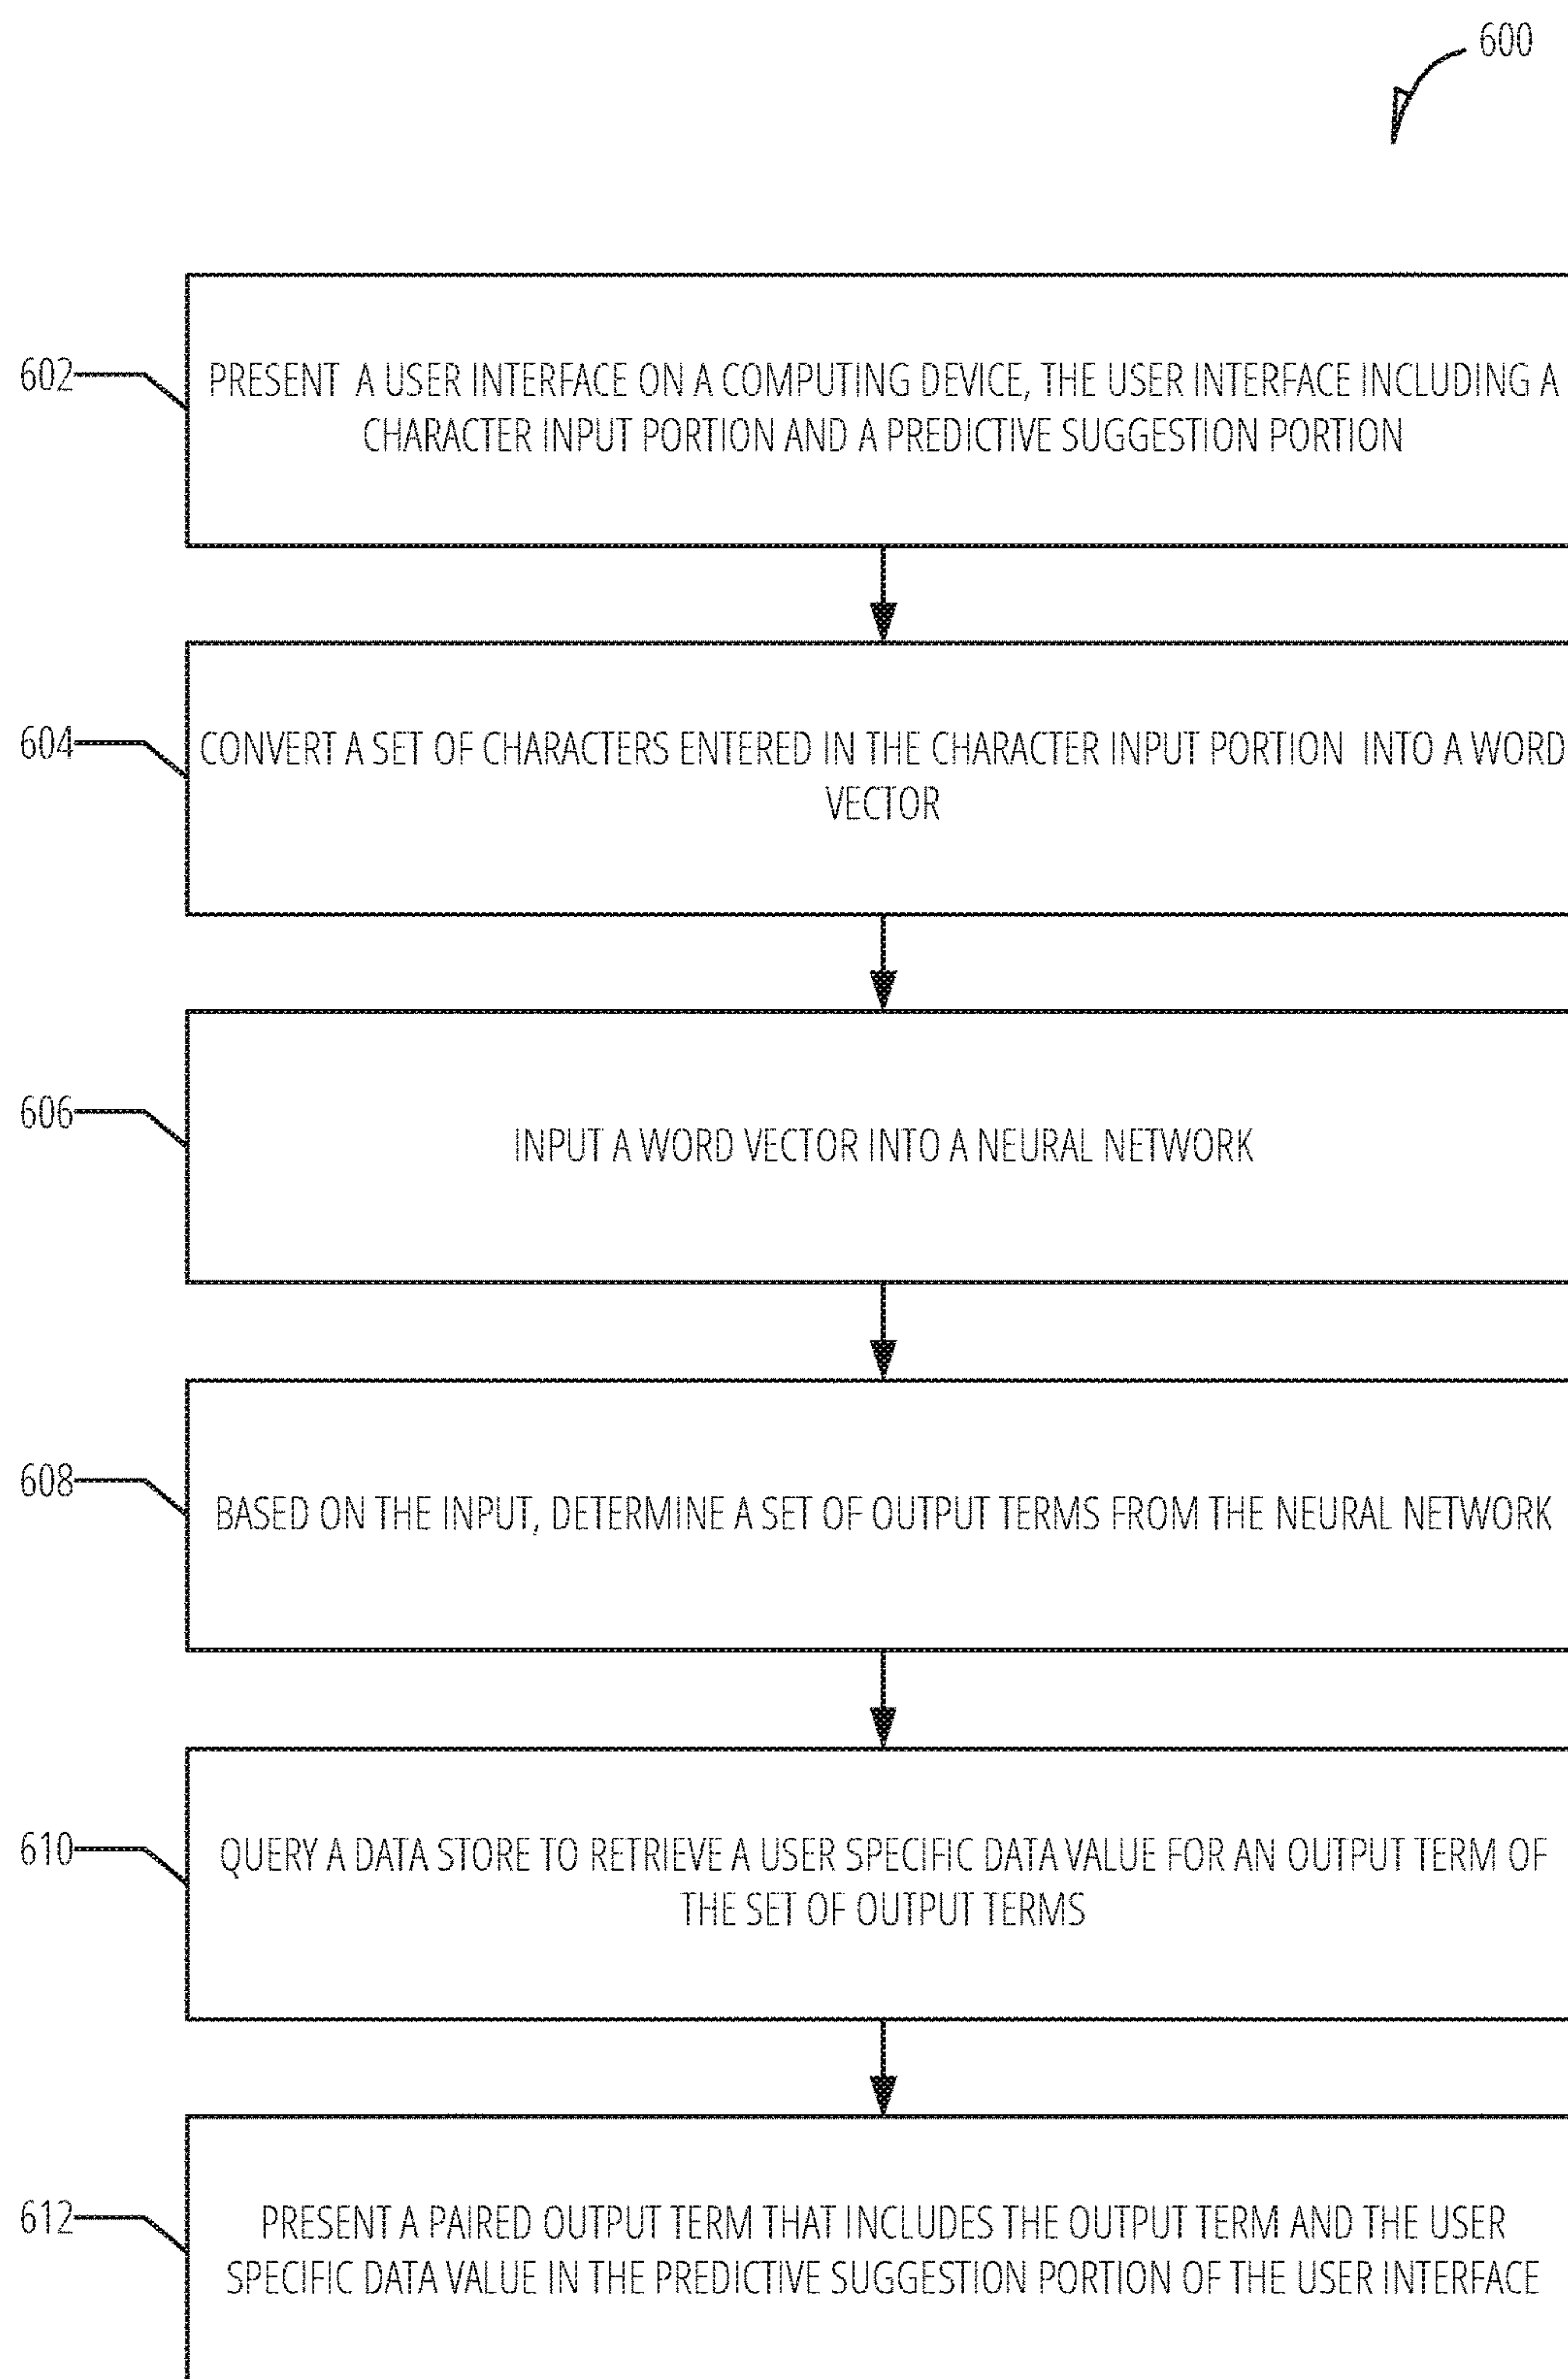 600
602
PRESENT A USER INTERFACE ON A COMPUTING DEVICE, THE USER INTERFACE INCLUDING A
CHARACTER INPUT PORTION AND A PREDICTIVE SUGGESTION PORTION
604
CONVERT A SET OF CHARACTERS ENTERED IN THE CHARACTER INPUT PORTION INTO A WORD
VECTOR
606
INPUT A WORD VECTOR INTO A NEURAL NETWORK
608
BASED ON THE INPUT, DETERMINE A SET OF OUTPUT TERMS FROM THE NEURAL NETWORK
610
QUERY A DATA STORE TO RETRIEVE A USER SPECIFIC DATA VALUE FOR AN OUTPUT TERM OF
THE SET OF OUTPUT TERMS
612
PRESENT A PAIRED OUTPUT TERM THAT INCLUDES THE OUTPUT TERM AND THE USER
SPECIFIC DATA VALUE IN THE PREDICTIVE SUGGESTION PORTION OF THE USER INTERFACE